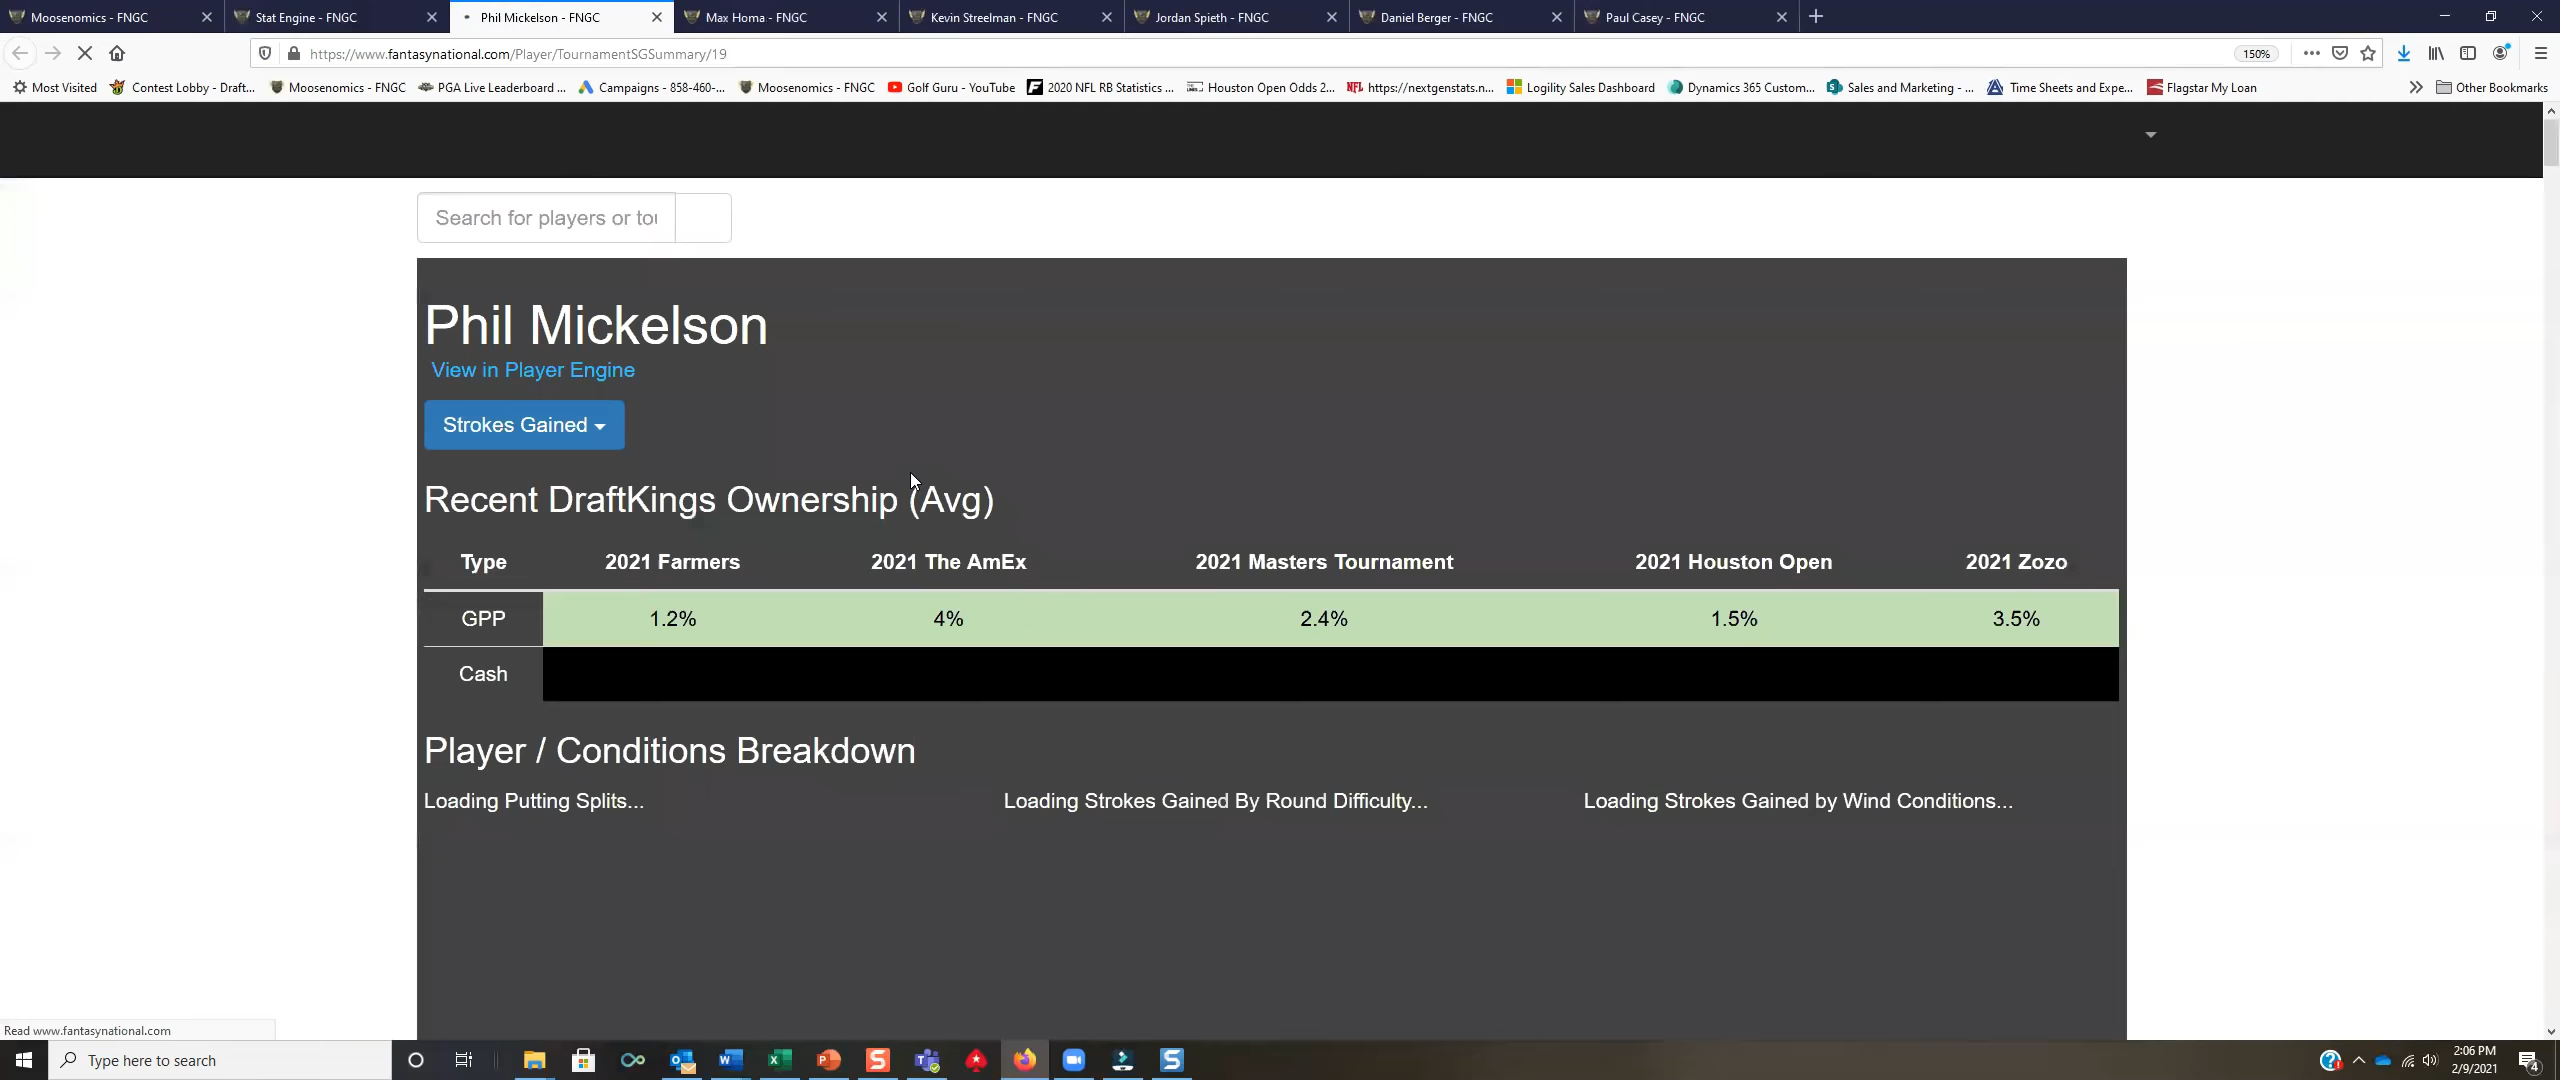 Moosenomics - FNGC
Stat Engine - FNGC
Phil Mickelson - FNGC
Max Homa - FNGC
Kevin Streelman - FNGC
Jordan Spieth - FNGC
Daniel Berger - FNGC
Paul Casey - FNGC
https://www.fantasynational.com/Player/TournamentSGSummary/19
150%
Most Visited
Contest Lobby - Draft...
Moosenomics - FNGC
PGA Live Leaderboard ...
Campaigns - 858-460-...
Moosenomics - FNGC
Golf Guru - YouTube
2020 NFL RB Statistics ...
Houston Open Odds 2...
https://nextgenstats.n...
Logility Sales Dashboard
Dynamics 365 Custom...
Sales and Marketing - ...
Time Sheets and Expe...
Flagstar My Loan
Other Bookmarks
Search for players or tou
Phil Mickelson
View in Player Engine
Strokes Gained
Recent DraftKings Ownership (Avg)
Type 2021 Farmers 2021 The AmEx 2021 Masters Tournament 2021 Houston Open 2021 Zozo
GPP 1.2% 4% 2.4% 1.5% 3.5%
Cash
Player / Conditions Breakdown
Loading Putting Splits... Loading Strokes Gained By Round Difficulty... Loading Strokes Gained by Wind Conditions...
Read www.fantasynational.com
Type here to search
2:06 PM
2/9/2021
4